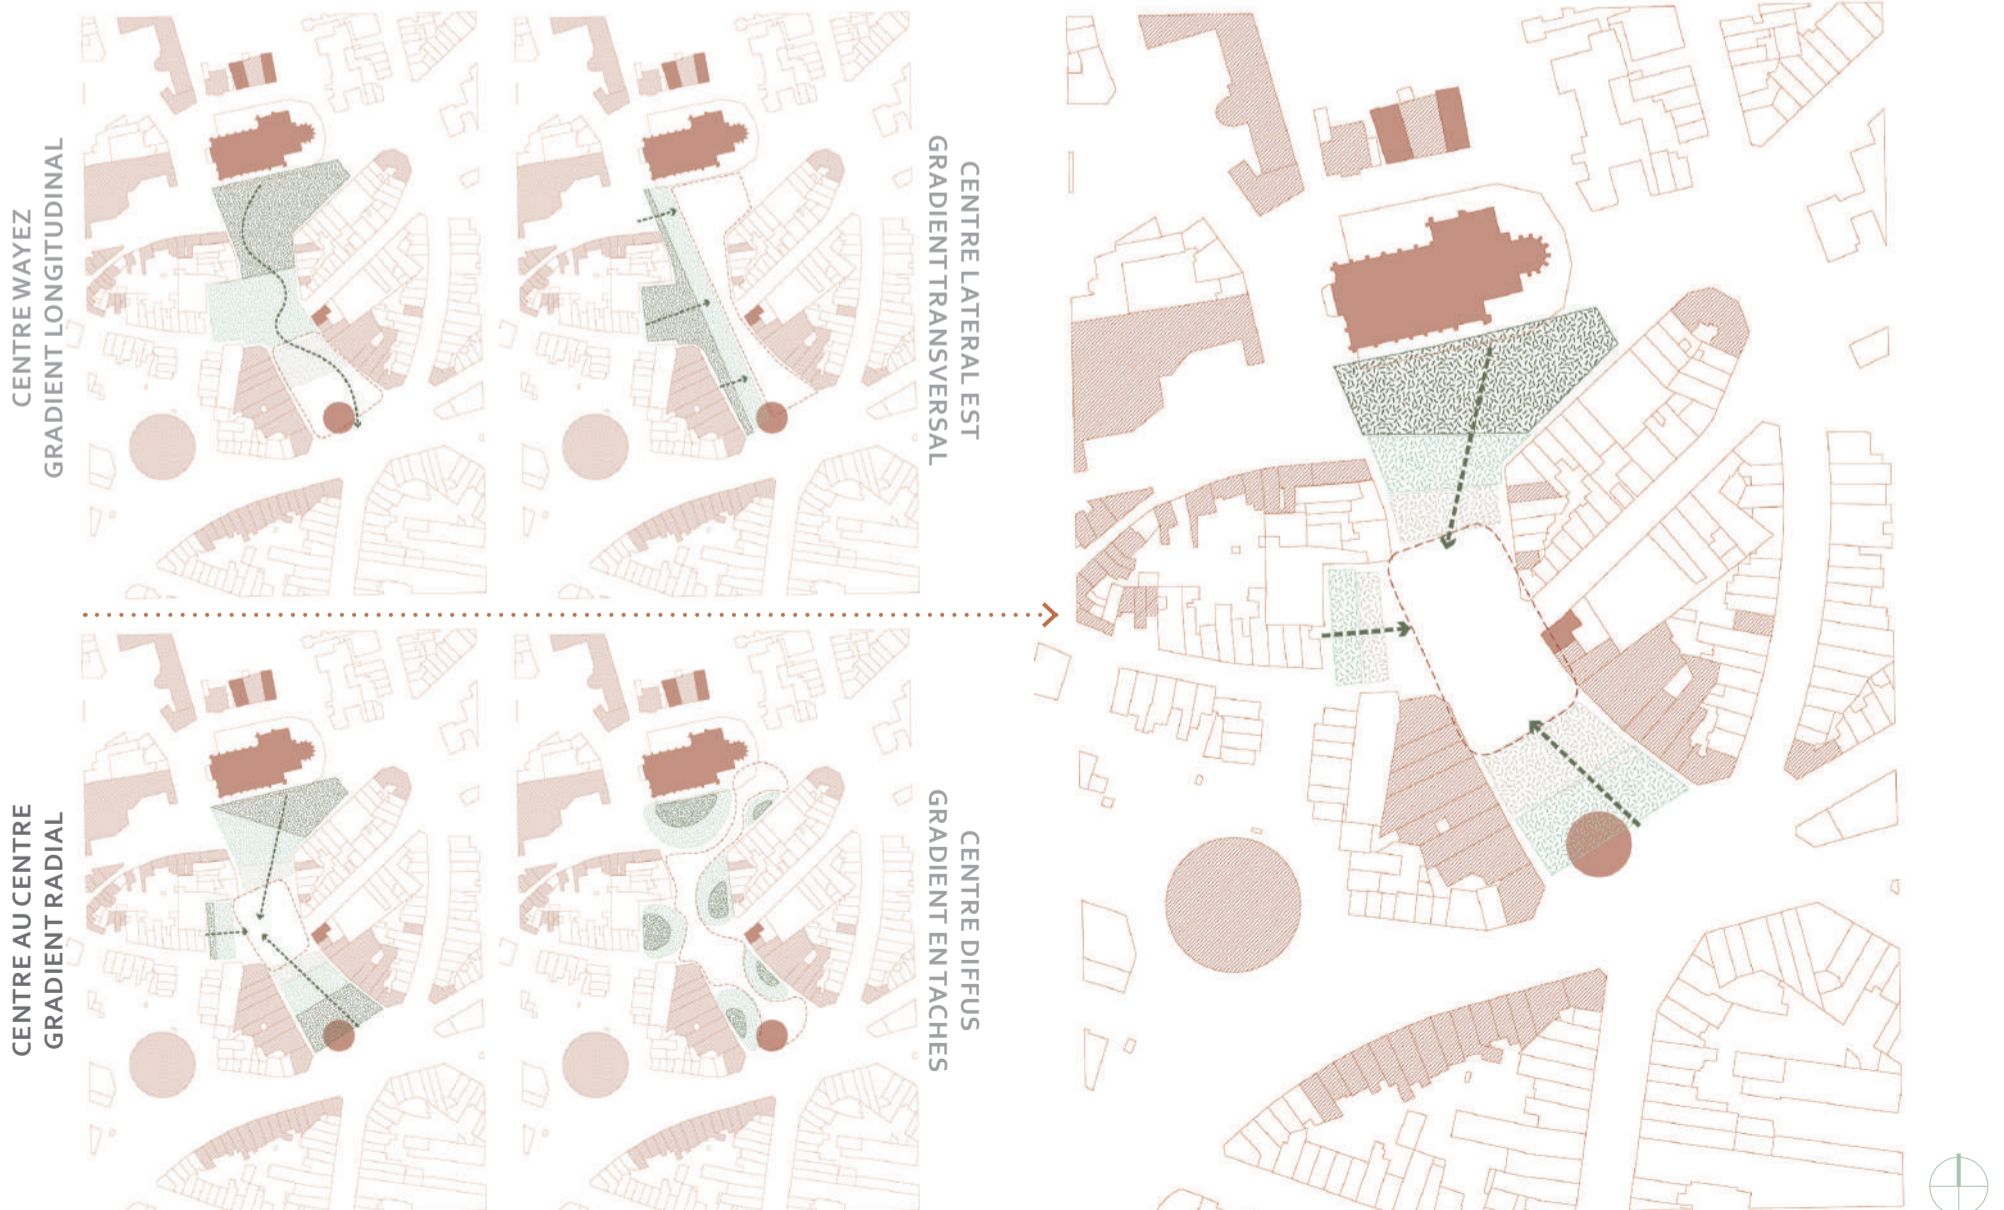 CENTRE WAYEZ
GRADIENT LONGITUDINAL
CENTRE LATERAL EST
GRADIENT TRANSVERSAL
CENTRE AU CENTRE
GRADIENT RADIAL
CENTRE DIFFUS
GRADIENT EN TACHES